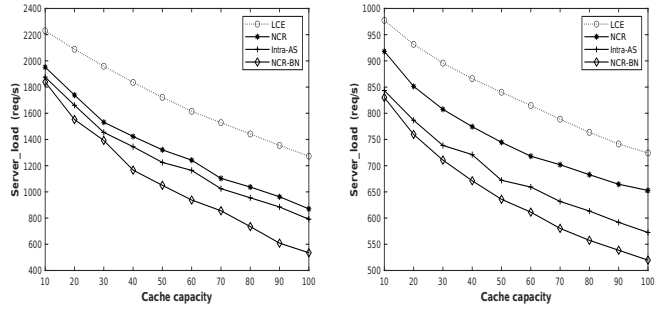 2400
2200
2000
1800
1600
1400
1200
1000
800
600
400
Server_load (req/s)
10 20 30 40 50 60 70 80 90 100
Cache capacity
LCE
NCR
Intra-AS
NCR-BN
1000
950
900
850
800
750
700
650
600
550
500
Server_load (req/s)
10 20 30 40 50 60 70 80 90 100
Cache capacity
LCE
NCR
Intra-AS
NCR-BN